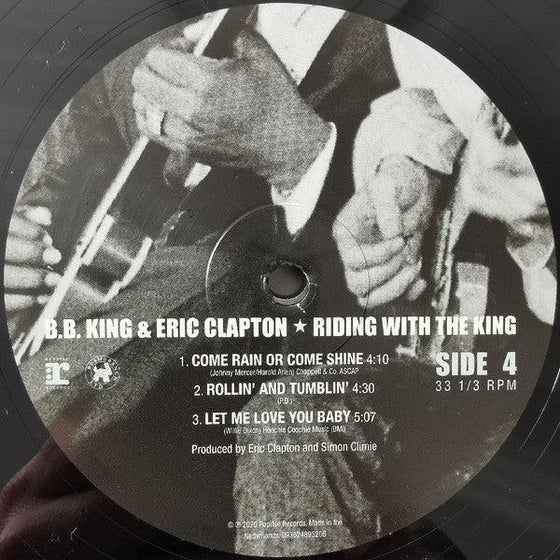 B.B. KING & ERIC CLAPTON ★ RIDING WITH THE KING
1. COME RAIN OR COME SHINE 4:10
(Johnny Mercer/Harold Arlen) Chappell & Co. ASCAP
2. ROLLIN' AND TUMBLIN' 4:30
(P.D.)
3. LET ME LOVE YOU BABY 5:07
(Willie Dixon) Hoochie Coochie Music (BMI)
Produced by Eric Clapton and Simon Climie
SIDE 4
33 1/3 RPM
r
REPRISE
RECORDS
© ℗ 2020 Reprise Records. Made in the
Netherlands. 093624895206